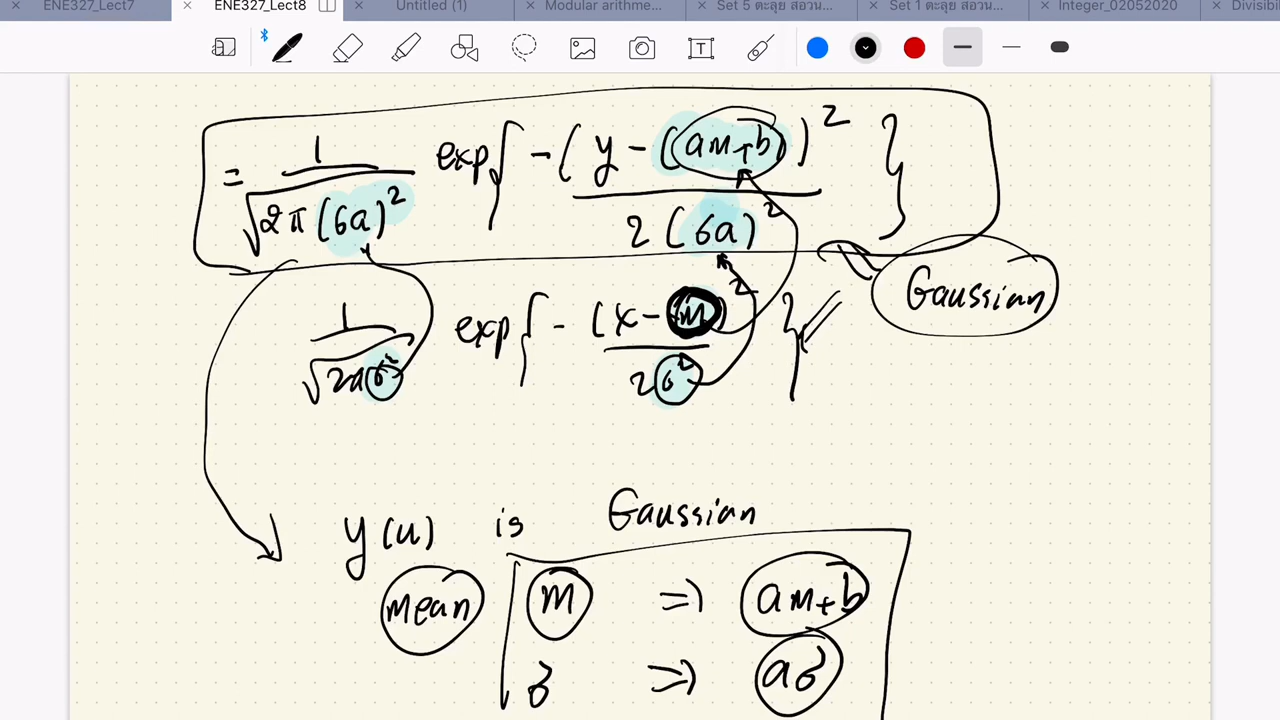 ENE327_Lect7 ENE327_Lect8 Untitled (1) Modular arithme... Set 5 ตะลุย สอวน... Set 1 ตะลุย สอวน... Integer_02052020 Divisibi
T
= 1/√(2π(σa)²) exp{ -(y-(am+b))² / 2(σa)² }
Gaussian
1/√(2πσ²) exp{ -(x-m)² / 2σ² }
y(u) is Gaussian
mean m ⇒ am+b
σ ⇒ aσ